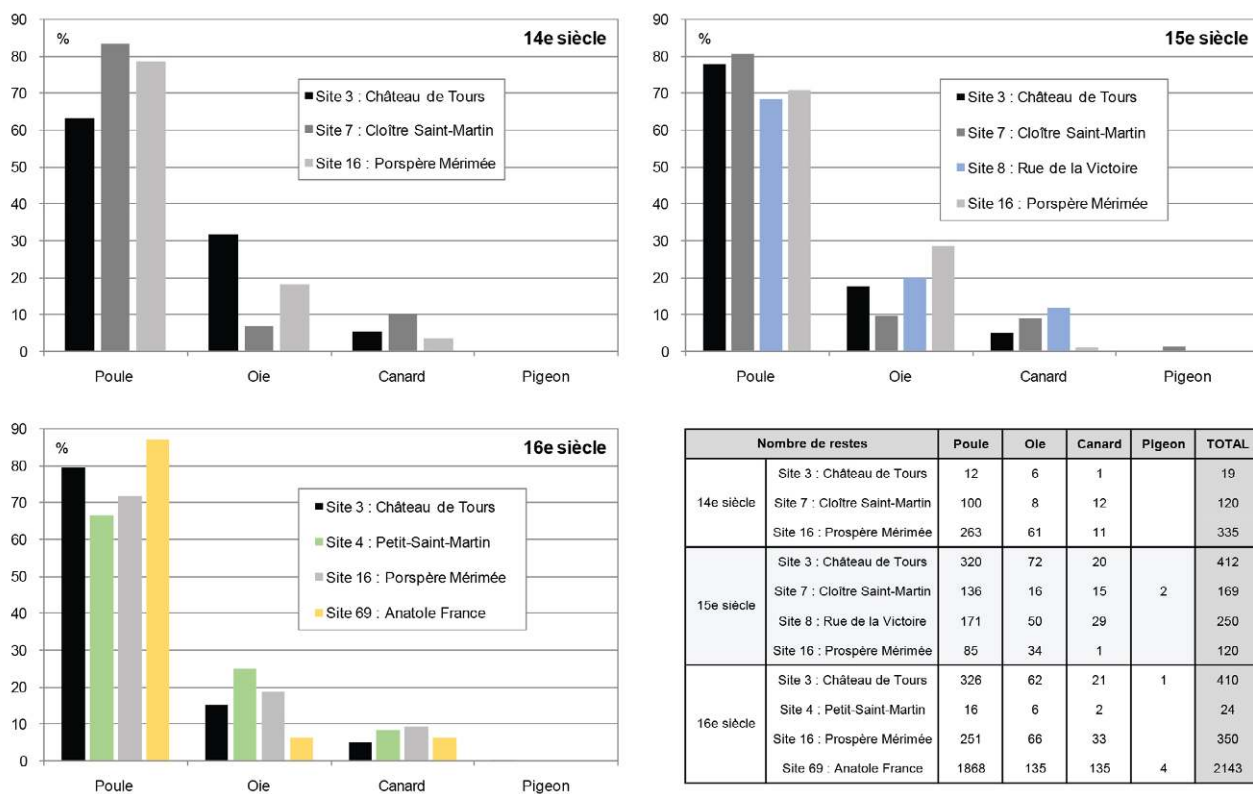 14e siècle
%
90
80
70
60
50
40
30
20
10
0
Site 3 : Château de Tours
Site 7 : Cloître Saint-Martin
Site 16 : Porspère Mérimée
Poule Oie Canard Pigeon
15e siècle
%
90
80
70
60
50
40
30
20
10
0
Site 3 : Château de Tours
Site 7 : Cloître Saint-Martin
Site 8 : Rue de la Victoire
Site 16 : Porspère Mérimée
Poule Oie Canard Pigeon
16e siècle
%
90
80
70
60
50
40
30
20
10
0
Site 3 : Château de Tours
Site 4 : Petit-Saint-Martin
Site 16 : Porspère Mérimée
Site 69 : Anatole France
Poule Oie Canard Pigeon
Nombre de restes Poule Oie Canard Pigeon TOTAL
14e siècle
Site 3 : Château de Tours 12 6 1 19
Site 7 : Cloître Saint-Martin 100 8 12 120
Site 16 : Prospère Mérimée 263 61 11 335
15e siècle
Site 3 : Château de Tours 320 72 20 412
Site 7 : Cloître Saint-Martin 136 16 15 2 169
Site 8 : Rue de la Victoire 171 50 29 250
Site 16 : Prospère Mérimée 85 34 1 120
16e siècle
Site 3 : Château de Tours 326 62 21 1 410
Site 4 : Petit-Saint-Martin 16 6 2 24
Site 16 : Prospère Mérimée 251 66 33 350
Site 69 : Anatole France 1868 135 135 4 2143